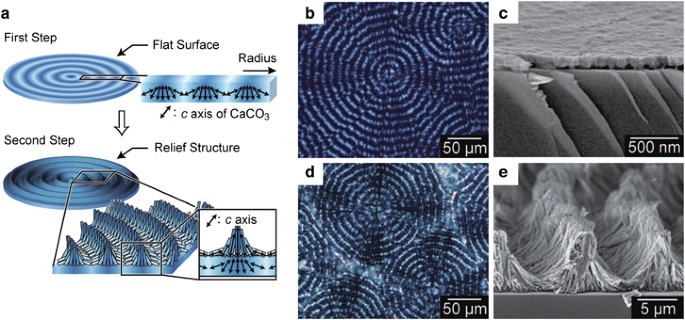 a
First Step
Flat Surface
Radius
: c axis of CaCO3
Second Step
Relief Structure
: c axis
b
50 μm
c
500 nm
d
50 μm
e
5 μm